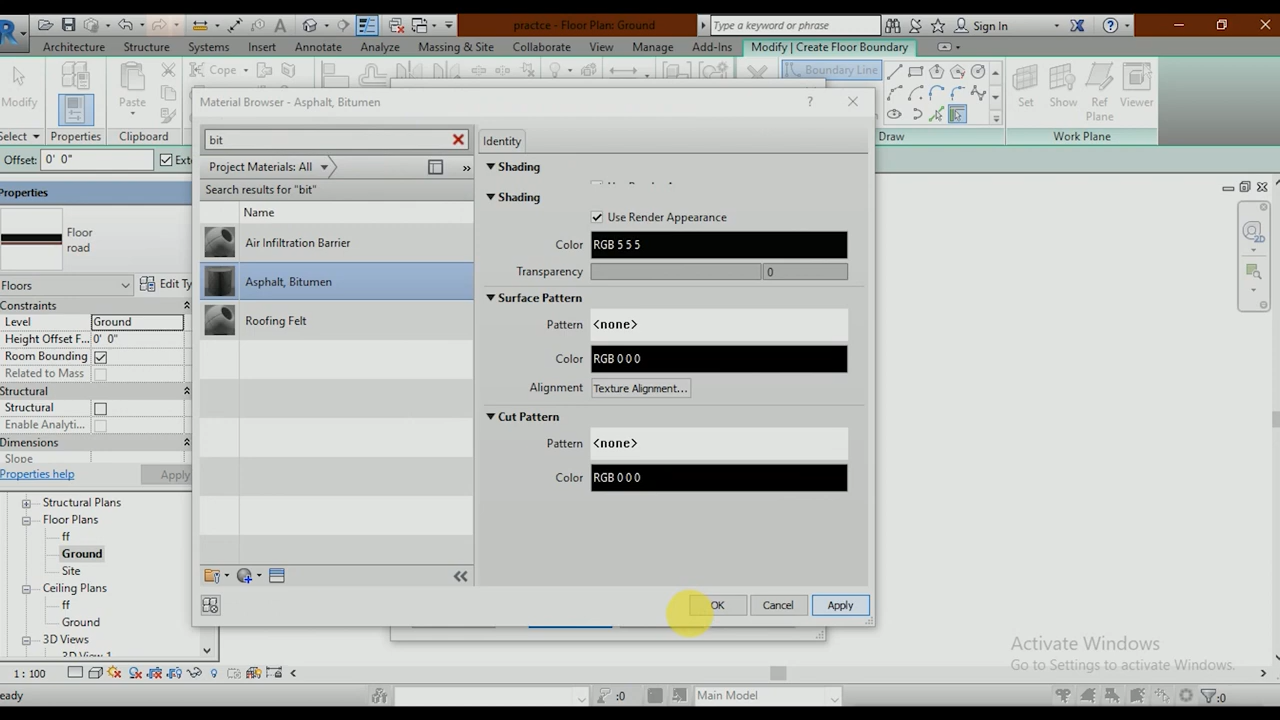 practce - Floor Plan: Ground
Type a keyword or phrase
Sign In
Architecture Structure Systems Insert Annotate Analyze Massing & Site Collaborate View Manage Add-Ins Modify | Create Floor Boundary
Modify
Paste
Cope
Boundary Line
Set Show Ref Plane Viewer
Select Properties Clipboard Draw Work Plane
Offset: 0' 0"
Properties
Floor
road
Floors
Constraints
Level Ground
Height Offset F... 0' 0"
Room Bounding
Related to Mass
Structural
Structural
Enable Analyti...
Dimensions
Slope
Properties help
Apply
Structural Plans
Floor Plans
ff
Ground
Site
Ceiling Plans
ff
Ground
3D Views
3D View 1
Material Browser - Asphalt, Bitumen
bit
Project Materials: All
Search results for "bit"
Name
Air Infiltration Barrier
Asphalt, Bitumen
Roofing Felt
Identity
Shading
Shading
Use Render Appearance
Color RGB 5 5 5
Transparency 0
Surface Pattern
Pattern <none>
Color RGB 0 0 0
Alignment Texture Alignment...
Cut Pattern
Pattern <none>
Color RGB 0 0 0
OK
Cancel
Apply
Activate Windows
Go to Settings to activate Windows.
1 : 100
eady
:0
Main Model
:0